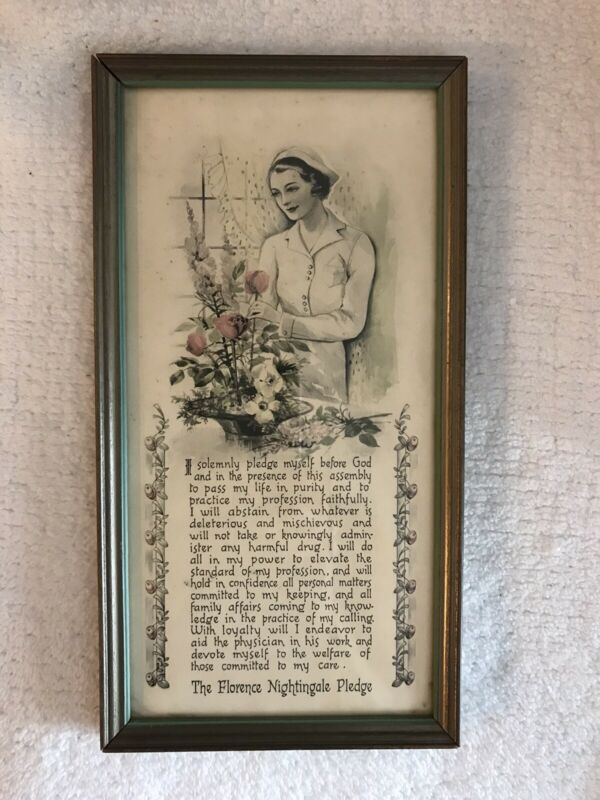 I solemnly pledge myself before God
and in the presence of this assembly
to pass my life in purity and to
practice my profession faithfully.
I will abstain from whatever is
deleterious and mischievous and
will not take or knowingly admin-
ister any harmful drug. I will do
all in my power to elevate the
standard of my profession, and will
hold in confidence all personal matters
committed to my keeping, and all
family affairs coming to my know-
ledge in the practice of my calling.
With loyalty will I endeavor to
aid the physician in his work and
devote myself to the welfare of
those committed to my care.
The Florence Nightingale Pledge